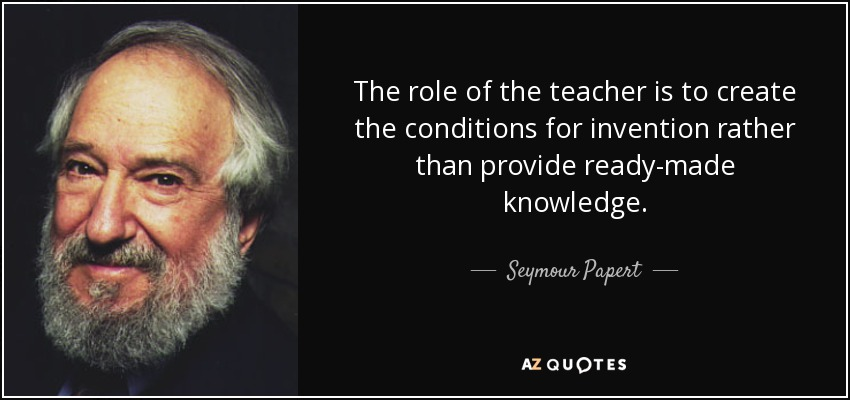 The role of the teacher is to create
the conditions for invention rather
than provide ready-made
knowledge.
Seymour Papert
AZ QUOTES